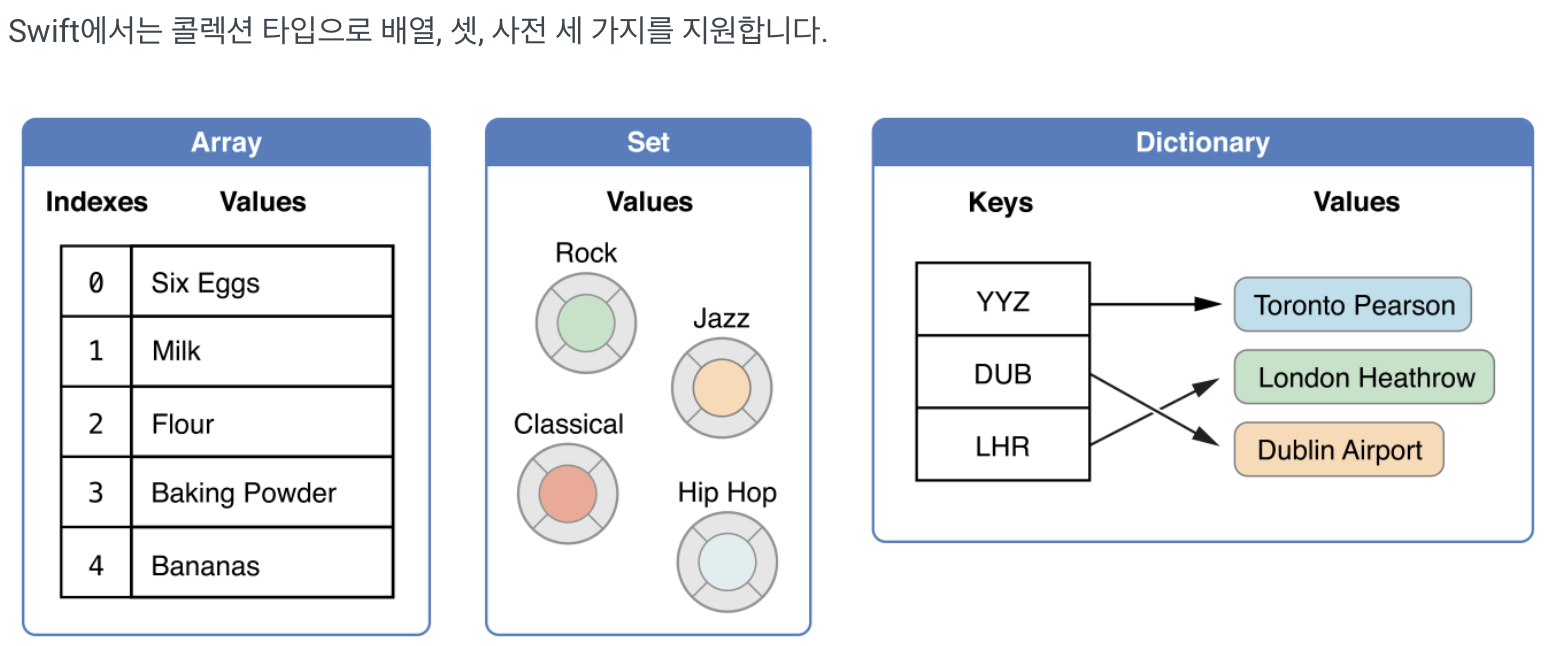 Swift에서는 콜렉션 타입으로 배열, 셋, 사전 세 가지를 지원합니다.
Array
Indexes Values
0 Six Eggs
1 Milk
2 Flour
3 Baking Powder
4 Bananas
Set
Values
Rock
Jazz
Classical
Hip Hop
Dictionary
Keys Values
YYZ Toronto Pearson
DUB London Heathrow
LHR Dublin Airport